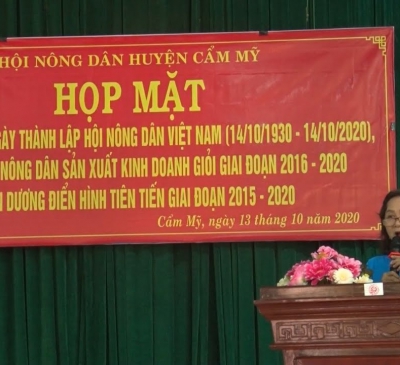 HỘI NÔNG DÂN HUYỆN CẨM MỸ
HỌP MẶT
GÀY THÀNH LẬP HỘI NÔNG DÂN VIỆT NAM (14/10/1930 - 14/10/2020),
NÔNG DÂN SẢN XUẤT KINH DOANH GIỎI GIAI ĐOẠN 2016 - 2020
DƯƠNG ĐIỂN HÌNH TIÊN TIẾN GIAI ĐOẠN 2015 - 2020
Cẩm Mỹ, ngày 13 tháng 10 năm 2020